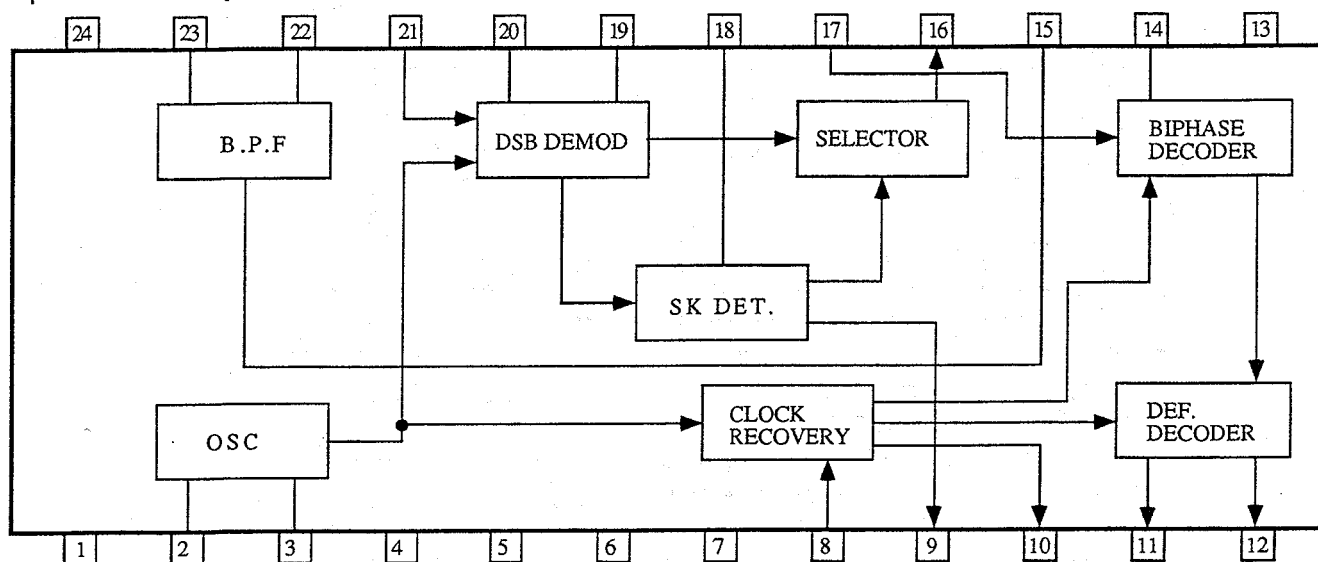 24 23 22 21 20 19 18 17 16 15 14 13
B.P.F
DSB DEMOD
SELECTOR
BIPHASE
DECODER
SK DET.
OSC
CLOCK
RECOVERY
DEF.
DECODER
1 2 3 4 5 6 7 8 9 10 11 12